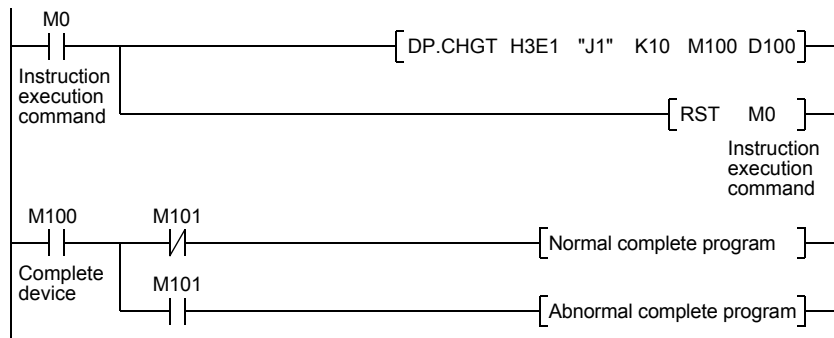 M0
DP.CHGT H3E1 "J1" K10 M100 D100
Instruction
execution
command
RST M0
Instruction
execution
command
M100
M101
Normal complete program
Complete
device
M101
Abnormal complete program